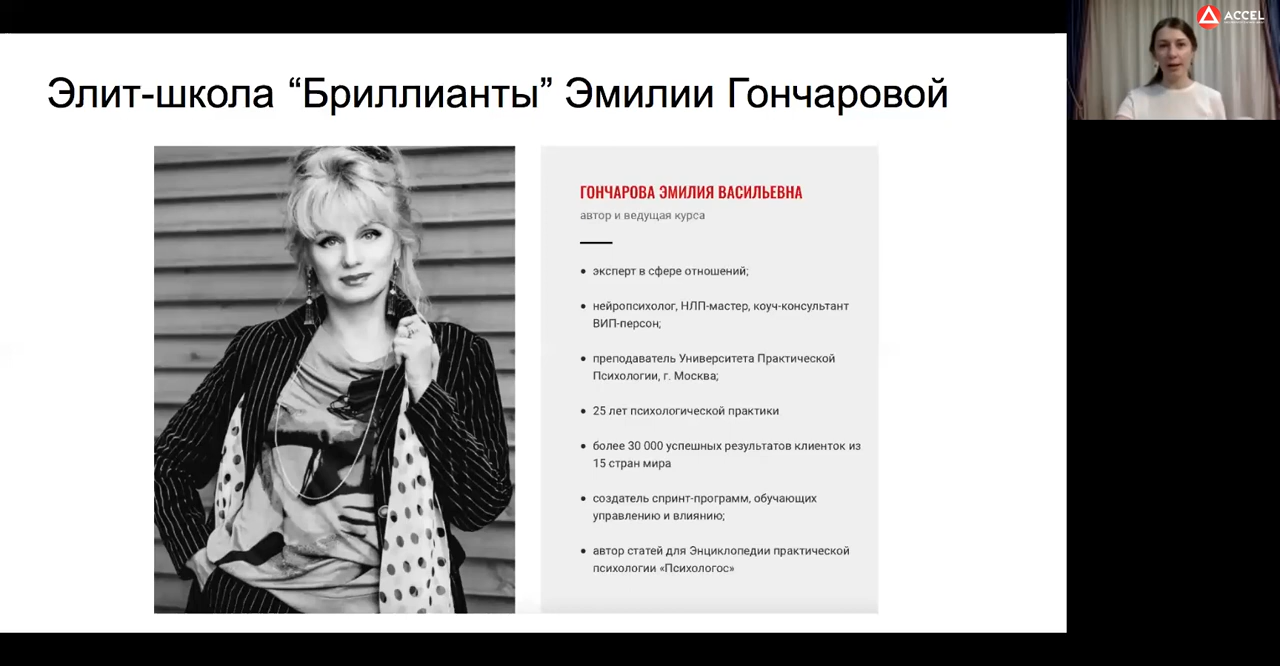 ACCEL
Элит-школа “Бриллианты” Эмилии Гончаровой
ГОНЧАРОВА ЭМИЛИЯ ВАСИЛЬЕВНА
автор и ведущая курса
• эксперт в сфере отношений;
• нейропсихолог, НЛП-мастер, коуч-консультант
ВИП-персон;
• преподаватель Университета Практической
Психологии, г. Москва;
• 25 лет психологической практики
• более 30 000 успешных результатов клиенток из
15 стран мира
• создатель спринт-программ, обучающих
управлению и влиянию;
• автор статей для Энциклопедии практической
психологии «Психологос»